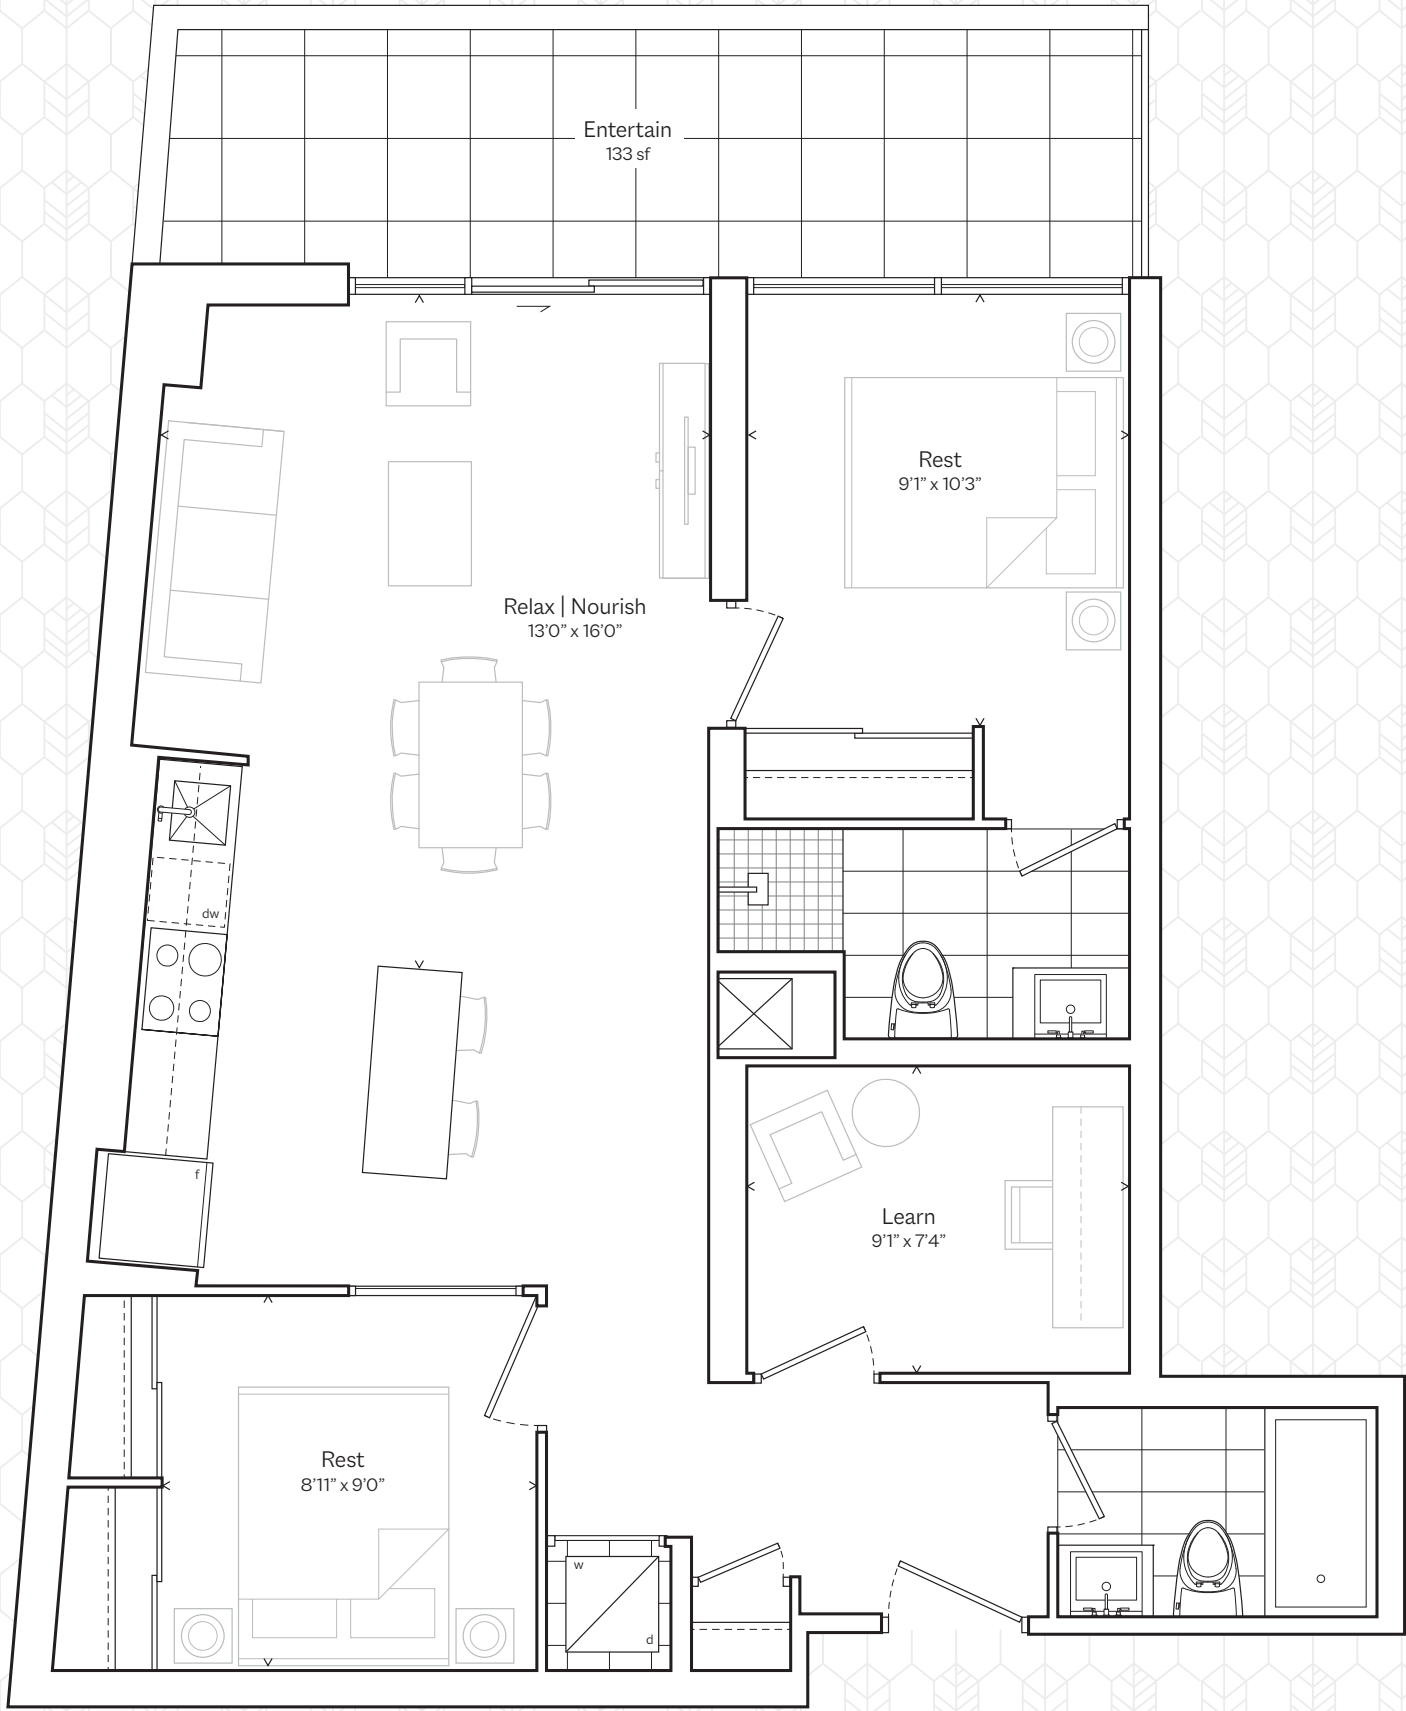 Entertain
133 sf
Rest
9’1” x 10’3”
Relax | Nourish
13’0” x 16’0”
dw
f
Learn
9’1” x 7’4”
Rest
8’11” x 9’0”
w
d